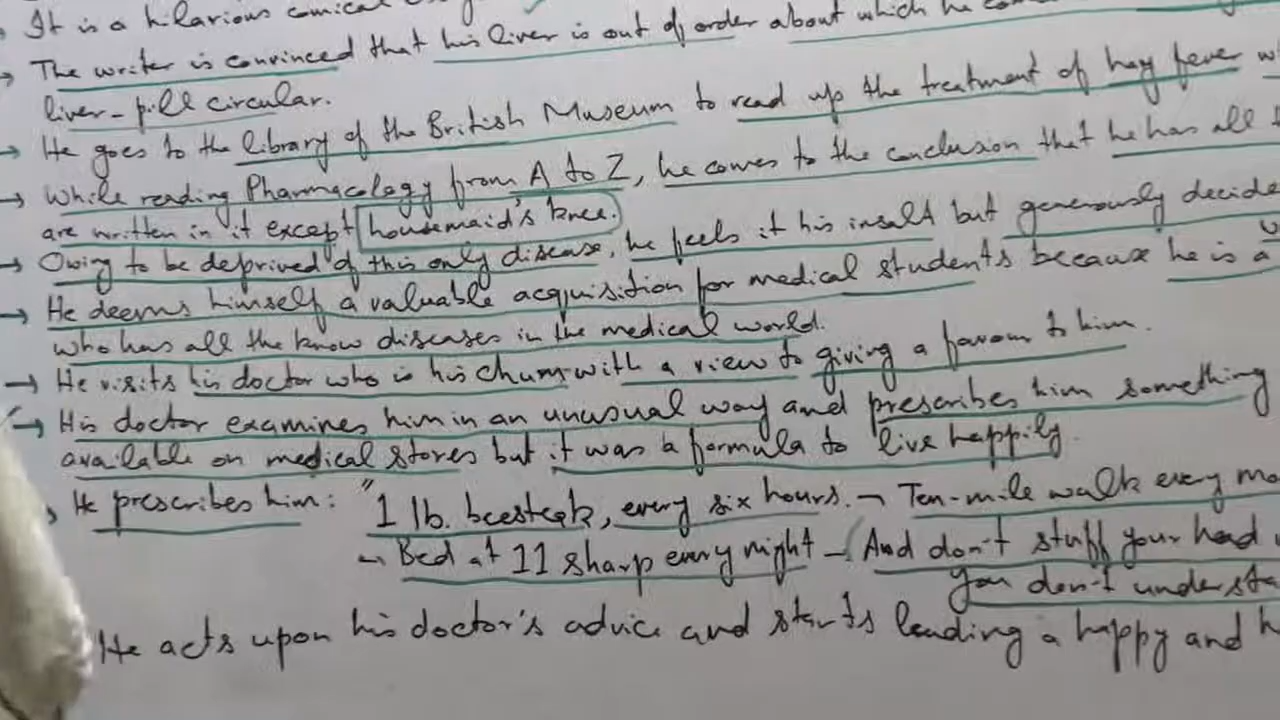 It is a hilarious comical
→ The writer is convinced that his liver is out of order about which he
liver-pill circular.
→ He goes to the library of the British Museum to read up the treatment of hay fever
→ While reading Pharmacology from A to Z, he comes to the conclusion that he has all
are written in it except housemaid's knee.
→ Owing to be deprived of this only disease, he feels it his insult but generously decide
→ He deems himself a valuable acquisition for medical students because he is a
who has all the know diseases in the medical world.
→ He visits his doctor who is his chum with a view to giving a favour to him.
→ His doctor examines him in an unusual way and prescribes him something
available on medical stores but it was a formula to live happily.
He prescribes him: "1 lb. beesteak, every six hours. → Ten-mile walk every mo
→ Bed at 11 sharp every night – And don't stuff your head
you don't understa
He acts upon his doctor's advice and starts leading a happy and h